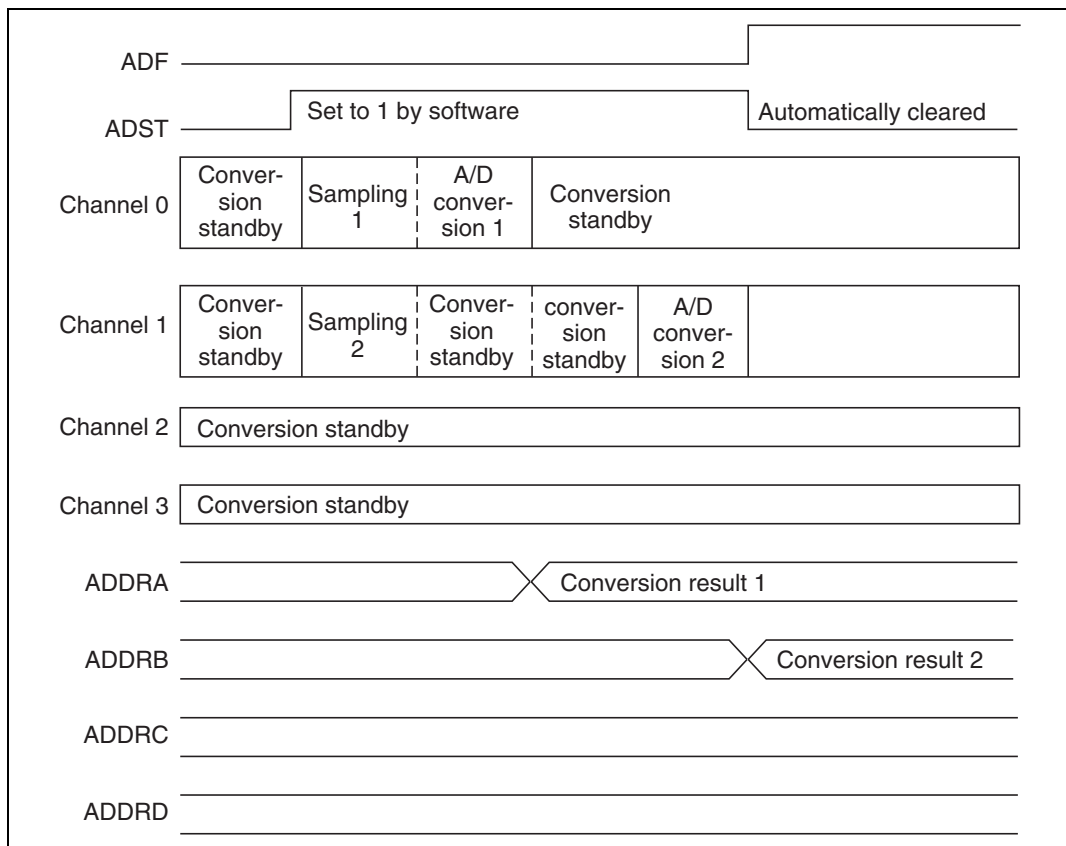 ADF
ADST
Set to 1 by software
Automatically cleared
Channel 0
Conver-
sion
standby
Sampling
1
A/D
conver-
sion 1
Conversion
standby
Channel 1
Conver-
sion
standby
Sampling
2
Conver-
sion
standby
conver-
sion
standby
A/D
conver-
sion 2
Channel 2
Conversion standby
Channel 3
Conversion standby
ADDRA
Conversion result 1
ADDRB
Conversion result 2
ADDRC
ADDRD